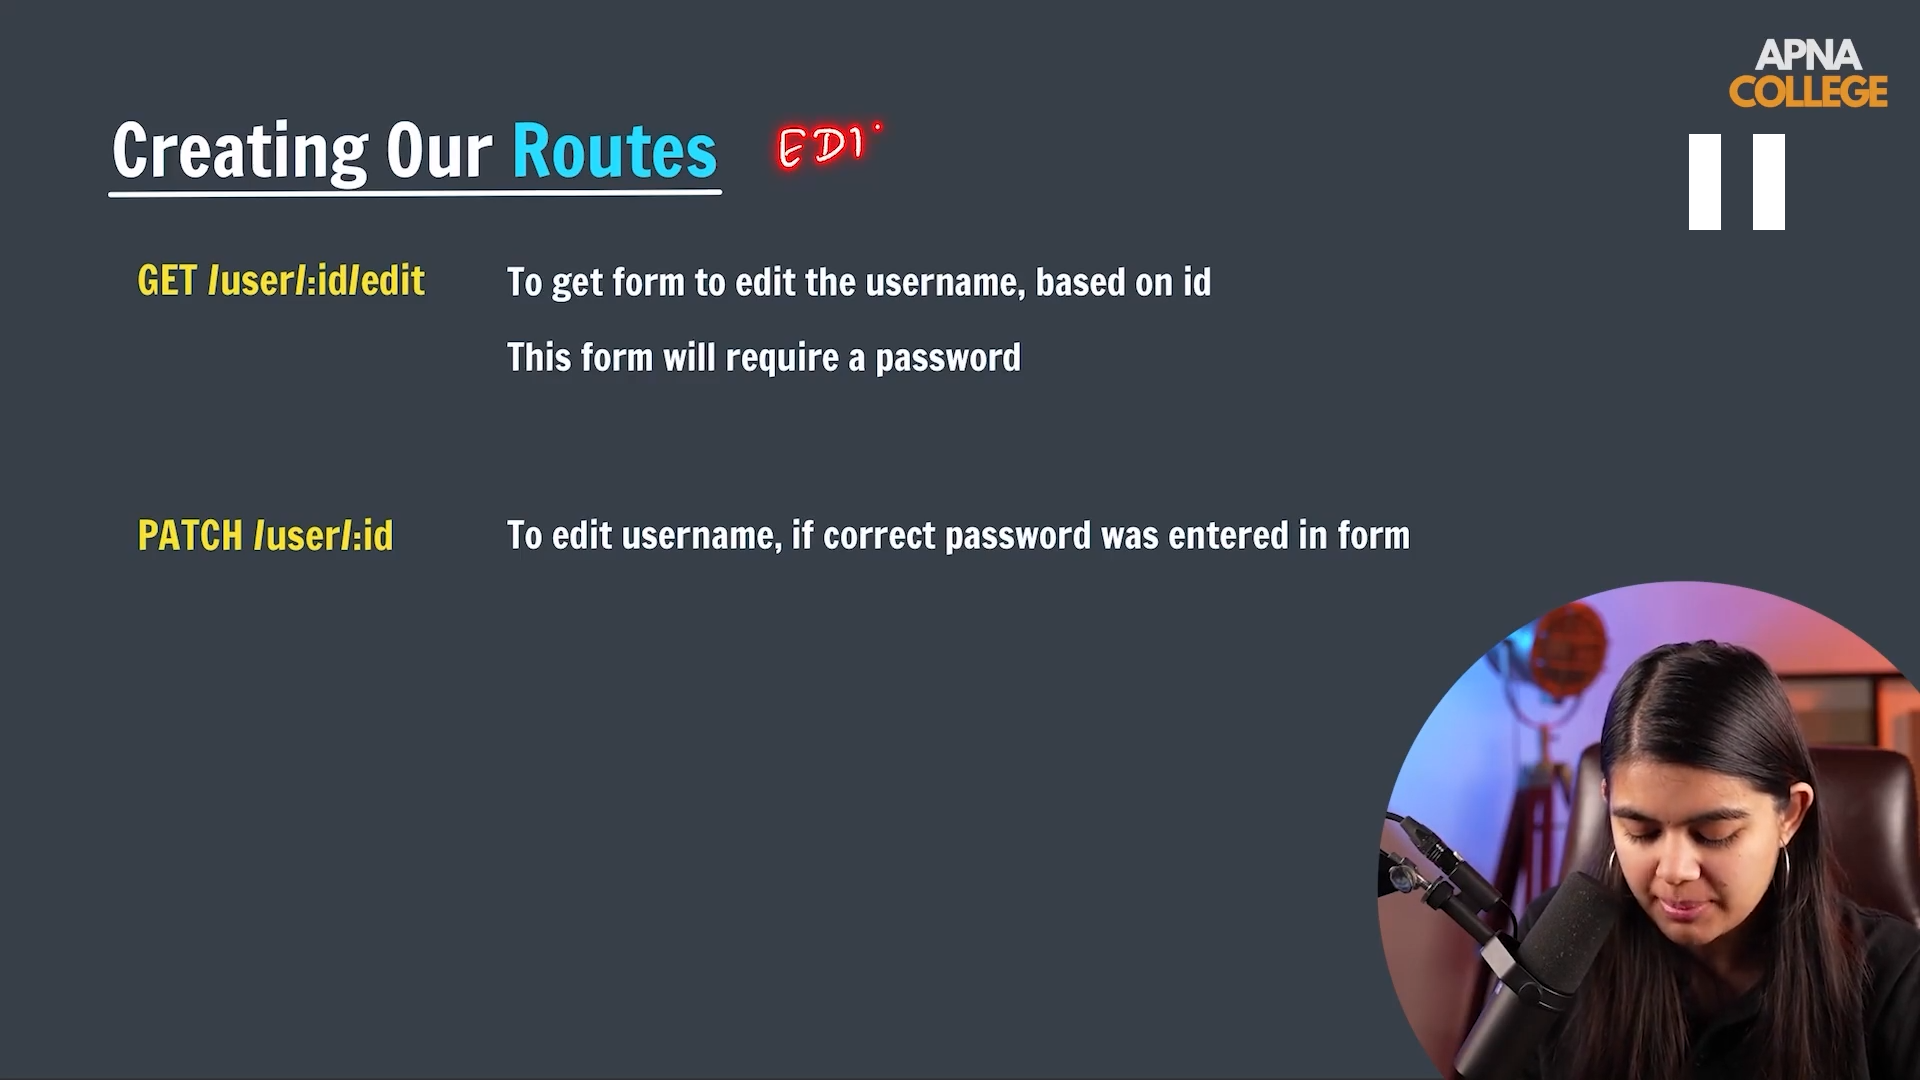 APNA
COLLEGE
Creating Our Routes EDI
GET /user/:id/edit To get form to edit the username, based on id
This form will require a password
PATCH /user/:id To edit username, if correct password was entered in form